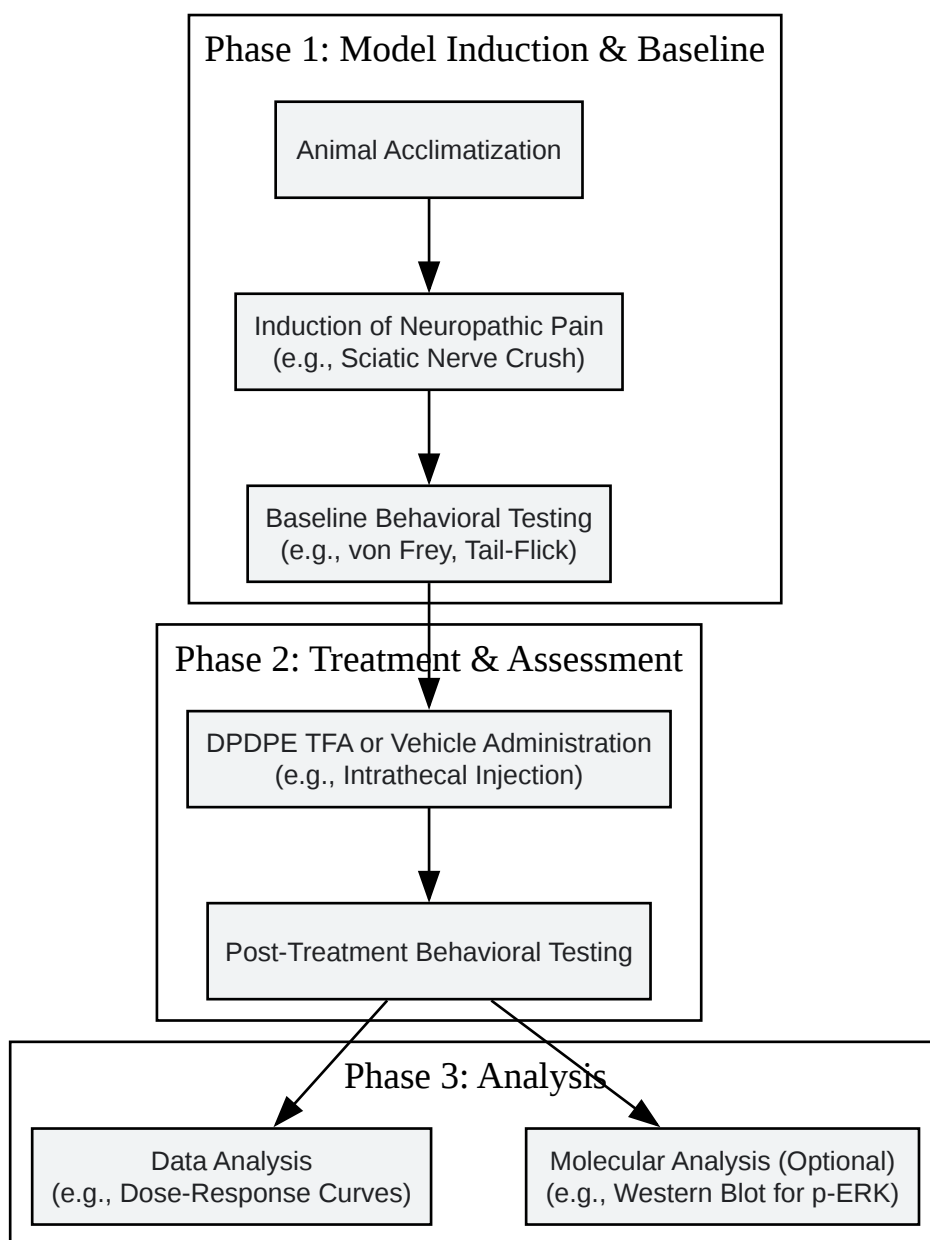 Phase 1: Model Induction & Baseline
Animal Acclimatization
Induction of Neuropathic Pain
(e.g., Sciatic Nerve Crush)
Baseline Behavioral Testing
(e.g., von Frey, Tail-Flick)
Phase 2: Treatment & Assessment
DPDPE TFA or Vehicle Administration
(e.g., Intrathecal Injection)
Post-Treatment Behavioral Testing
Phase 3: Analysis
Data Analysis
(e.g., Dose-Response Curves)
Molecular Analysis (Optional)
(e.g., Western Blot for p-ERK)